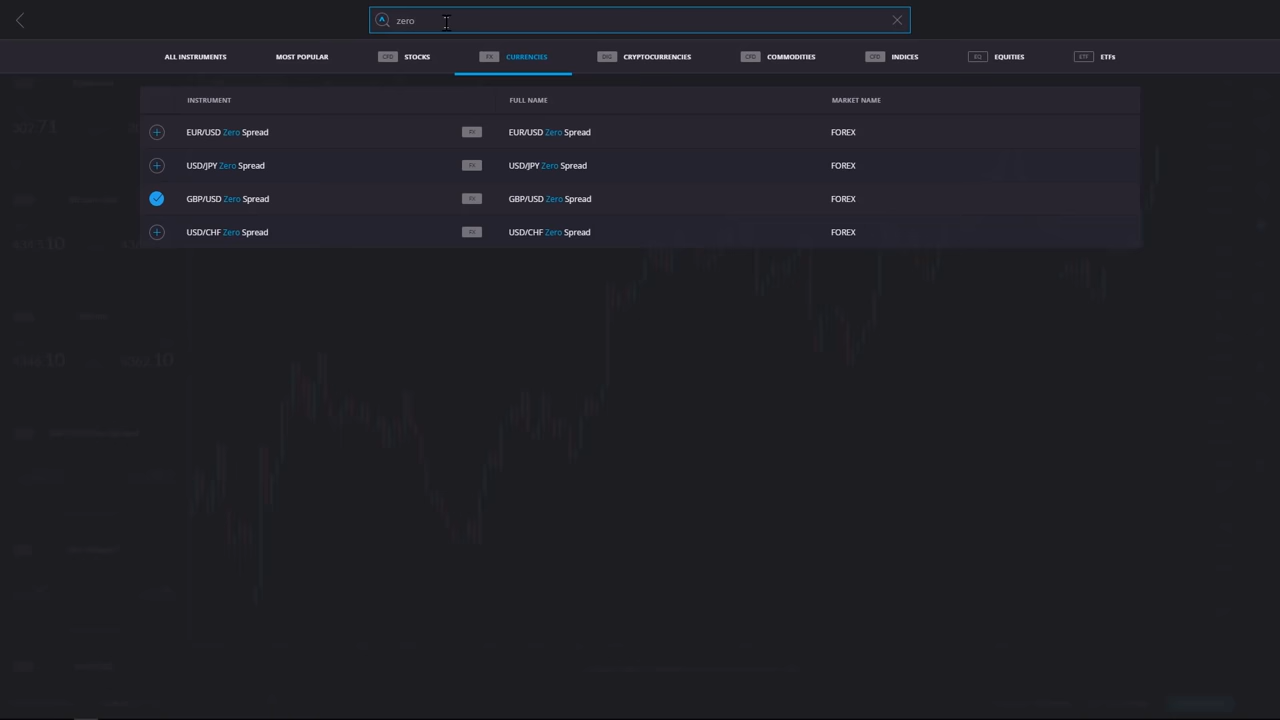 zero
ALL INSTRUMENTS MOST POPULAR CFD STOCKS FX CURRENCIES DIG CRYPTOCURRENCIES CFD COMMODITIES CFD INDICES EQ EQUITIES ETF ETFs
INSTRUMENT FULL NAME MARKET NAME
EUR/USD Zero Spread FX EUR/USD Zero Spread FOREX
USD/JPY Zero Spread FX USD/JPY Zero Spread FOREX
GBP/USD Zero Spread FX GBP/USD Zero Spread FOREX
USD/CHF Zero Spread FX USD/CHF Zero Spread FOREX